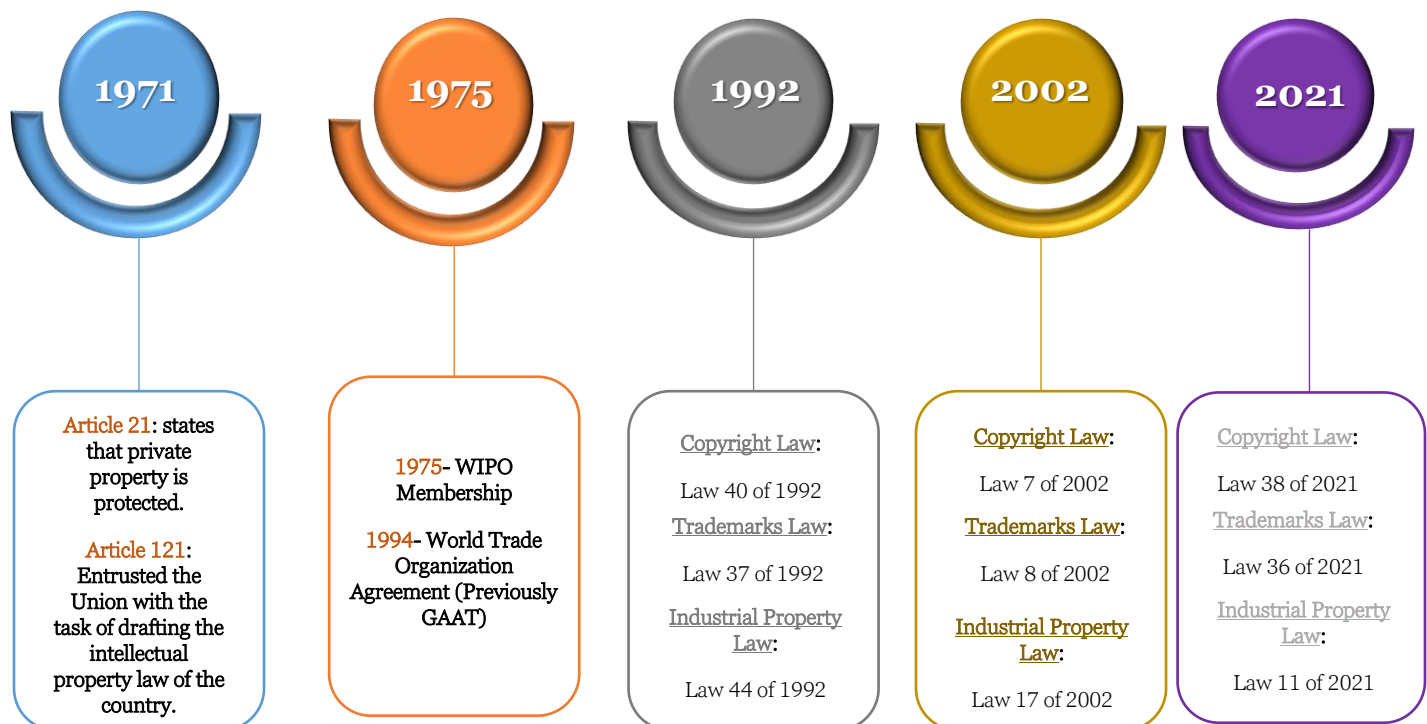 1971
1975
1992
2002
2021
Article 21: states
that private
property is
protected.
Article 121:
Entrusted the
Union with the
task of drafting the
intellectual
property law of the
country.
1975- WIPO
Membership
1994- World Trade
Organization
Agreement (Previously
GAAT)
Copyright Law:
Law 40 of 1992
Trademarks Law:
Law 37 of 1992
Industrial Property
Law:
Law 44 of 1992
Copyright Law:
Law 7 of 2002
Trademarks Law:
Law 8 of 2002
Industrial Property
Law:
Law 17 of 2002
Copyright Law:
Law 38 of 2021
Trademarks Law:
Law 36 of 2021
Industrial Property
Law:
Law 11 of 2021